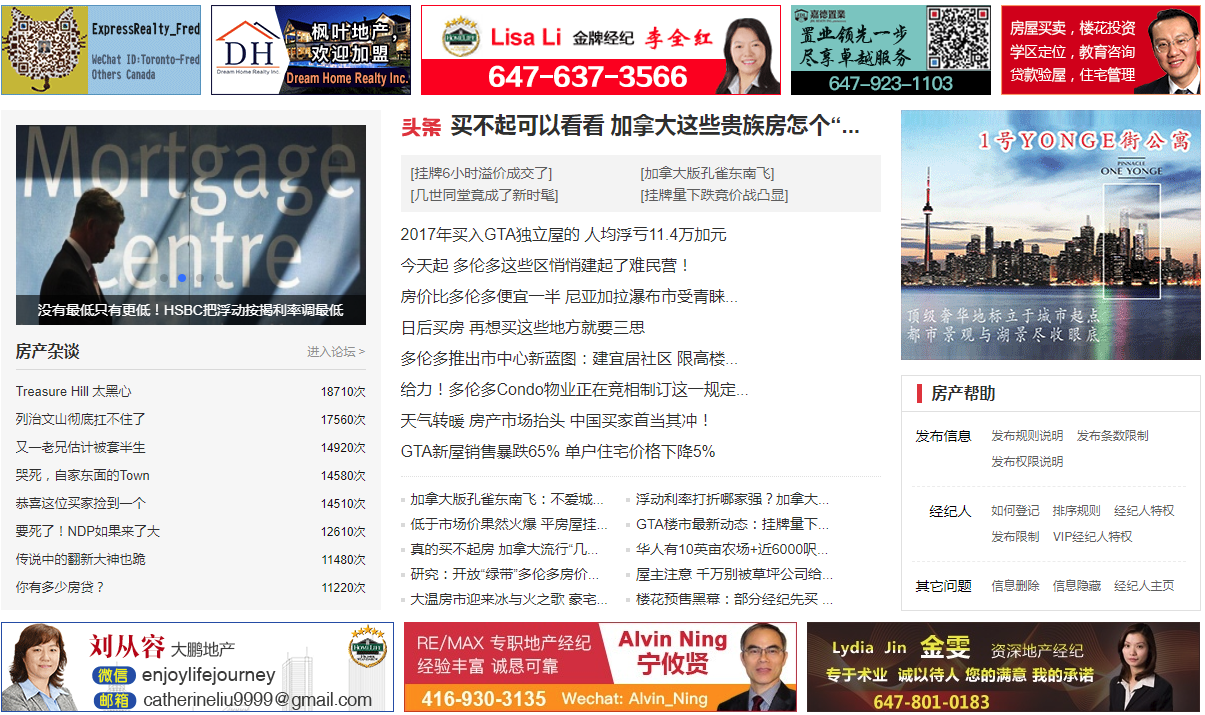 ExpressRealty_Fred
WeChat ID:Toronto-Fred
Others Canada
DH
Dream Home Realty Inc.
枫叶地产,
欢迎加盟
Dream Home Realty Inc.
HOMELIFE
Lisa Li 金牌经纪 李全红
647-637-3566
嘉德置业
置业领先一步
尽享卓越服务
647-923-1103
房屋买卖，楼花投资
学区定位，教育咨询
贷款验屋，住宅管理
Mortgage
Centre
没有最低只有更低！HSBC把浮动按揭利率调最低
房产杂谈 进入论坛 >
Treasure Hill 太黑心 18710次
列治文山彻底扛不住了 17560次
又一老兄估计被套半生 14920次
哭死，自家东面的Town 14580次
恭喜这位买家捡到一个 14510次
要死了！NDP如果来了大 12610次
传说中的翻新大神也跪 11480次
你有多少房贷？ 11220次
头条 买不起可以看看 加拿大这些贵族房怎个“...
[挂牌6小时溢价成交了] [加拿大版孔雀东南飞]
[几世同堂竟成了新时髦] [挂牌量下跌竞价战凸显]
2017年买入GTA独立屋的 人均浮亏11.4万加元
今天起 多伦多这些区悄悄建起了难民营！
房价比多伦多便宜一半 尼亚加拉瀑布市受青睐...
日后买房 再想买这些地方就要三思
多伦多推出市中心新蓝图：建宜居社区 限高楼...
给力！多伦多Condo物业正在竞相制订这一规定...
天气转暖 房产市场抬头 中国买家首当其冲！
GTA新屋销售暴跌65% 单户住宅价格下降5%
加拿大版孔雀东南飞：不爱城... 浮动利率打折哪家强？加拿大...
低于市场价果然火爆 平房屋挂... GTA楼市最新动态：挂牌量下...
真的买不起房 加拿大流行“几... 华人有10英亩农场+近6000呎...
研究：开放“绿带”多伦多房价... 屋主注意 千万别被草坪公司给...
大温房市迎来冰与火之歌 豪宅... 楼花预售黑幕：部分经纪先买 ...
1号YONGE街公寓
PINNACLE
ONE YONGE
顶级奢华地标立于城市起点
都市景观与湖景尽收眼底
房产帮助
发布信息 发布规则说明 发布条数限制
发布权限说明
经纪人 如何登记 排序规则 经纪人特权
发布限制 VIP经纪人特权
其它问题 信息删除 信息隐藏 经纪人主页
刘从容 大鹏地产
HOMELIFE
微信 enjoylifejourney
邮箱 catherineliu9999@gmail.com
RE/MAX 专职地产经纪
经验丰富 诚恳可靠
Alvin Ning
宁攸贤
416-930-3135 Wechat: Alvin_Ning
Lydia Jin 金雯 资深地产经纪
专于术业 诚以待人 您的满意 我的承诺
647-801-0183